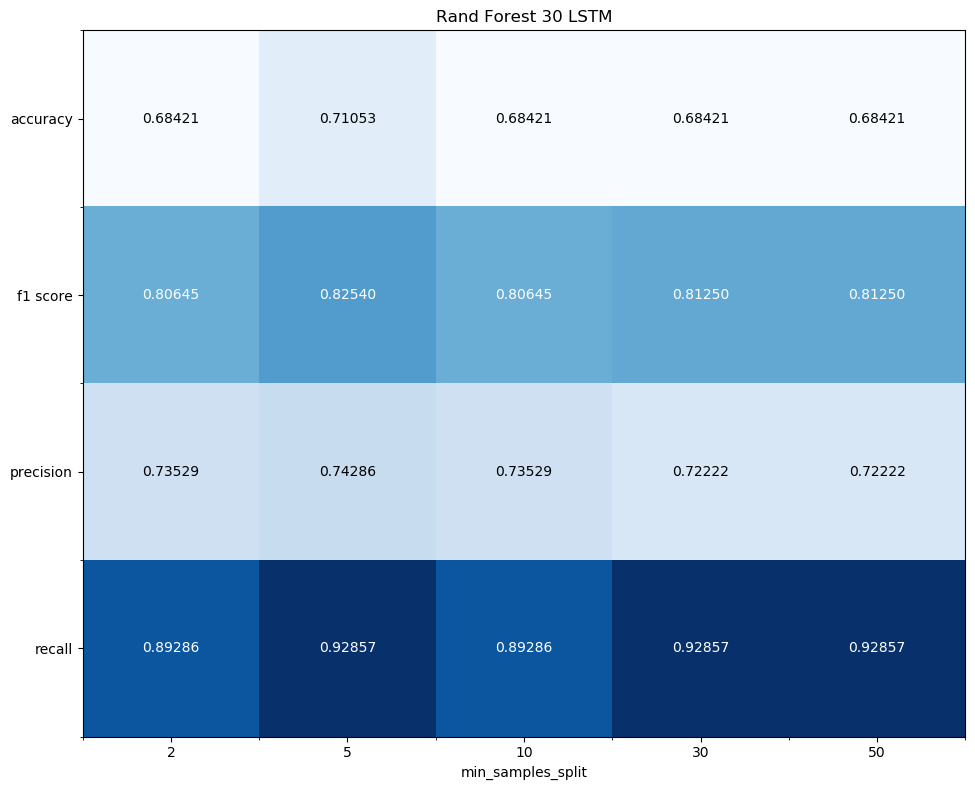 Rand Forest 30 LSTM
accuracy 0.68421 0.71053 0.68421 0.68421 0.68421
f1 score 0.80645 0.82540 0.80645 0.81250 0.81250
precision 0.73529 0.74286 0.73529 0.72222 0.72222
recall 0.89286 0.92857 0.89286 0.92857 0.92857
2 5 10 30 50
min_samples_split